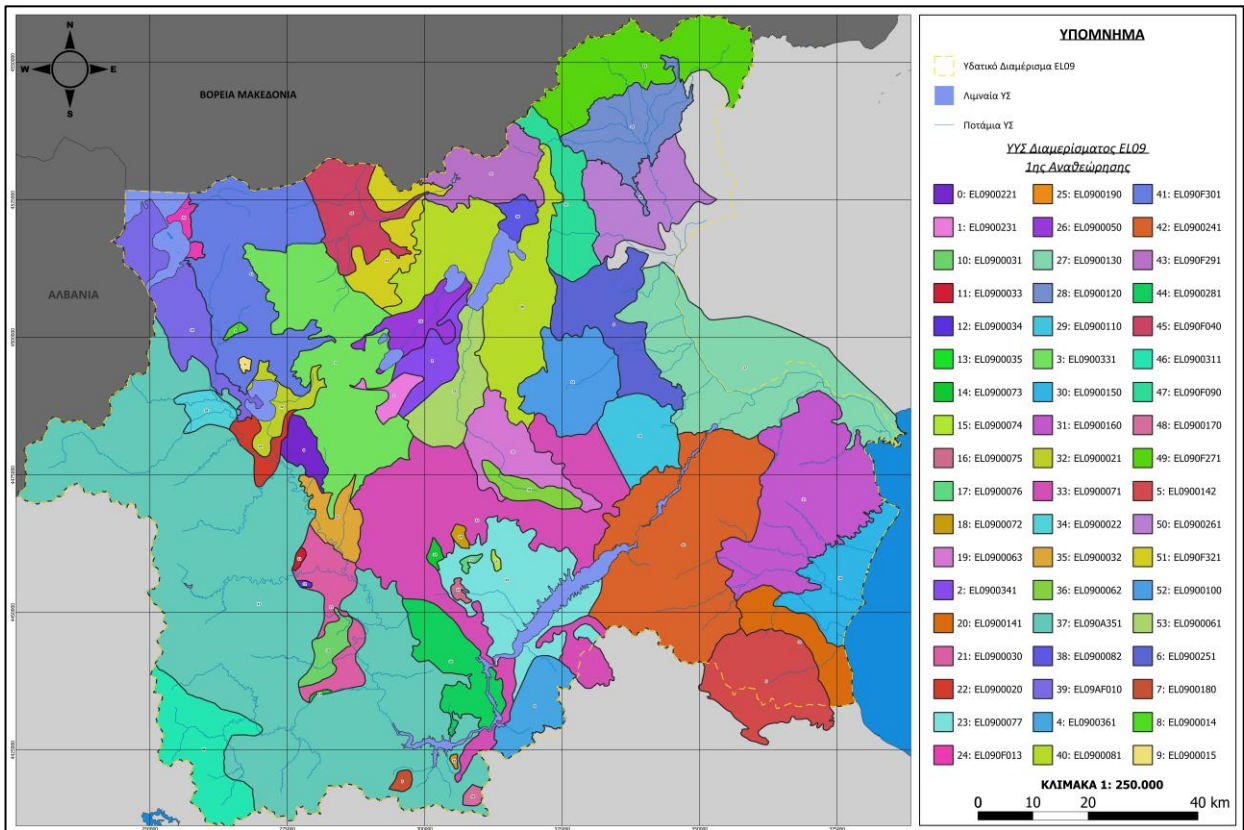 N
W
E
S
ΒΟΡΕΙΑ ΜΑΚΕΔΟΝΙΑ
ΑΛΒΑΝΙΑ
ΥΠΟΜΝΗΜΑ
Υδατικό Διαμέρισμα EL09
Λιμναία ΥΣ
Ποτάμια ΥΣ
ΥΥΣ Διαμερίσματος EL09
1ης Αναθεώρησης
0: EL0900221
1: EL0900231
10: EL0900031
11: EL0900033
12: EL0900034
13: EL0900035
14: EL0900073
15: EL0900074
16: EL0900075
17: EL0900076
18: EL0900072
19: EL0900063
2: EL0900341
20: EL0900141
21: EL0900030
22: EL0900020
23: EL0900077
24: EL090F013
25: EL0900190
26: EL0900050
27: EL0900130
28: EL0900120
29: EL0900110
3: EL0900331
30: EL0900150
31: EL0900160
32: EL0900021
33: EL0900071
34: EL0900022
35: EL0900032
36: EL0900062
37: EL090A351
38: EL0900082
39: EL09AF010
4: EL0900361
40: EL0900081
41: EL090F301
42: EL0900241
43: EL090F291
44: EL0900281
45: EL090F040
46: EL0900311
47: EL090F090
48: EL0900170
49: EL090F271
5: EL0900142
50: EL0900261
51: EL090F321
52: EL0900100
53: EL0900061
6: EL0900251
7: EL0900180
8: EL0900014
9: EL0900015
ΚΛΙΜΑΚΑ 1: 250.000
0 10 20 40 km